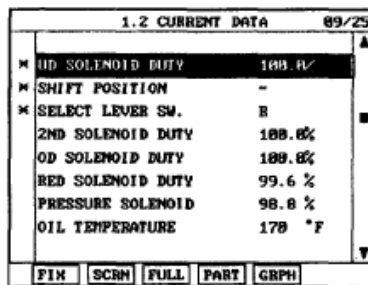 1.2 CURRENT DATA 09/25
* UD SOLENOID DUTY 100.0%
* SHIFT POSITION -
* SELECT LEVER SW. R
2ND SOLENOID DUTY 100.0%
OD SOLENOID DUTY 100.0%
RED SOLENOID DUTY 99.6 %
PRESSURE SOLENOID 98.8 %
OIL TEMPERATURE 170 °F
FIX SCRN FULL PART GRPH